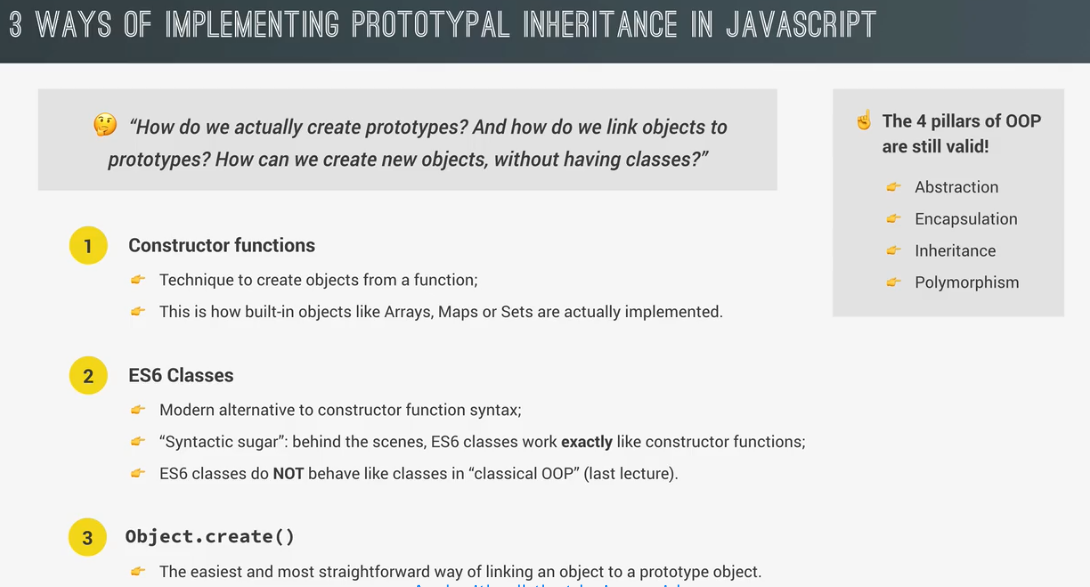 3 WAYS OF IMPLEMENTING PROTOTYPAL INHERITANCE IN JAVASCRIPT
🤔 “How do we actually create prototypes? And how do we link objects to
prototypes? How can we create new objects, without having classes?”
1 Constructor functions
👉 Technique to create objects from a function;
👉 This is how built-in objects like Arrays, Maps or Sets are actually implemented.
2 ES6 Classes
👉 Modern alternative to constructor function syntax;
👉 “Syntactic sugar”: behind the scenes, ES6 classes work exactly like constructor functions;
👉 ES6 classes do NOT behave like classes in “classical OOP” (last lecture).
3 Object.create()
👉 The easiest and most straightforward way of linking an object to a prototype object.
☝️ The 4 pillars of OOP
are still valid!
👉 Abstraction
👉 Encapsulation
👉 Inheritance
👉 Polymorphism